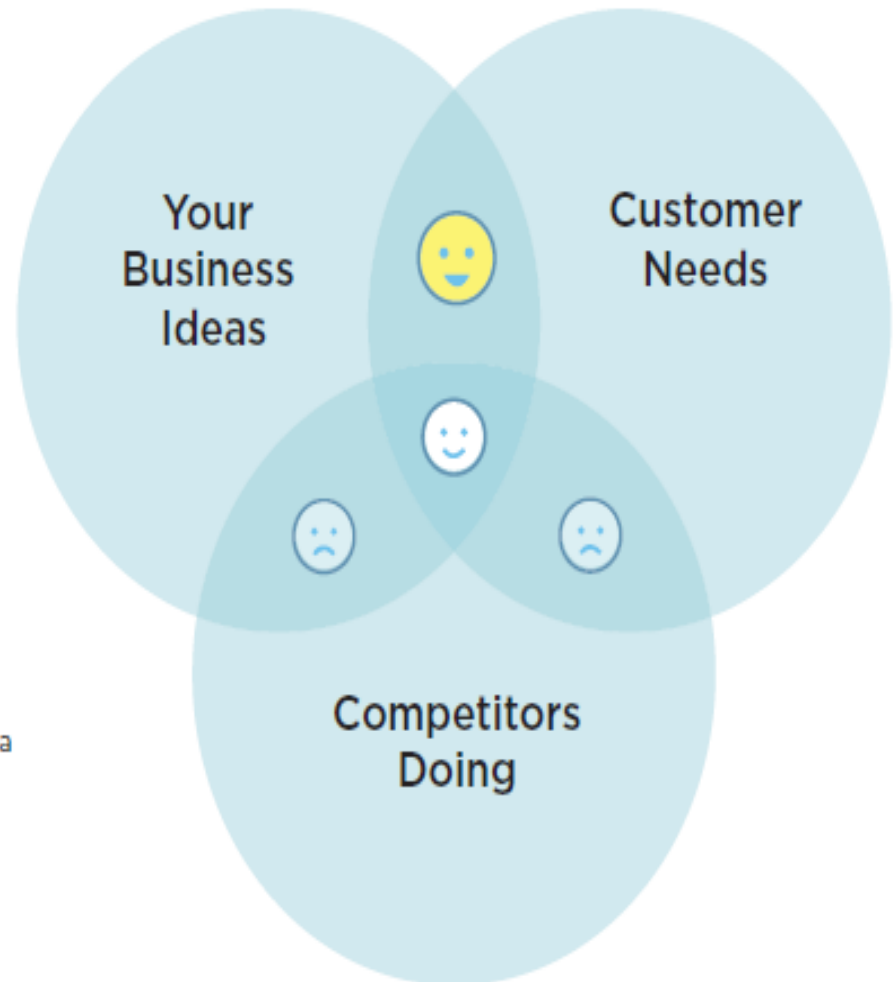 Your
Business
Ideas
Customer
Needs
Competitors
Doing
a